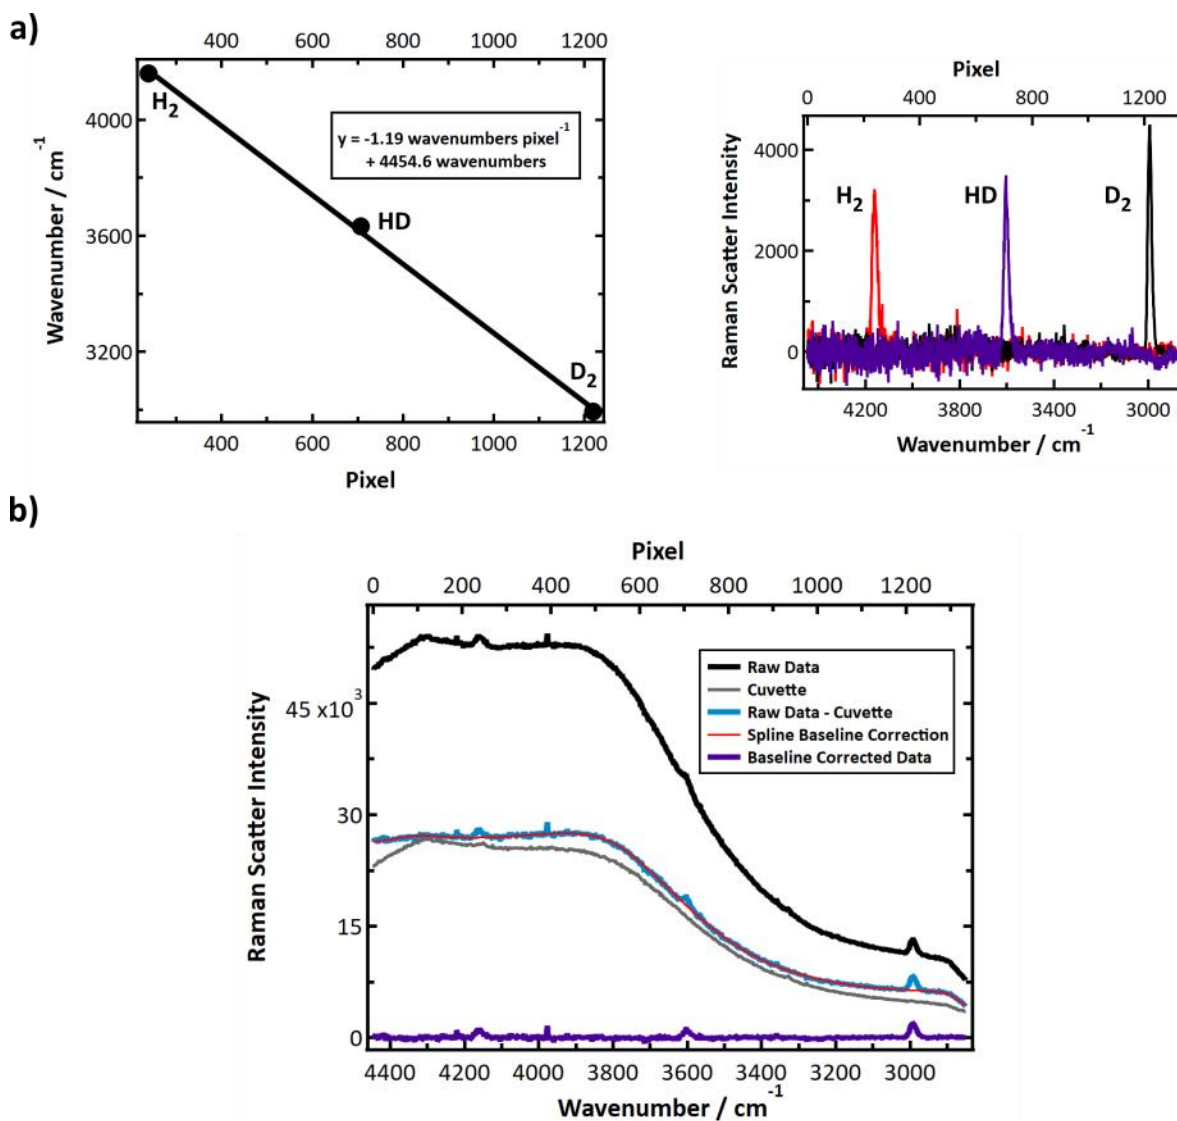 a)
400 600 800 1000 1200
4000
3600
3200
Wavenumber / cm⁻¹
H₂
y = -1.19 wavenumbers pixel⁻¹
+ 4454.6 wavenumbers
HD
D₂
400 600 800 1000 1200
Pixel
Pixel
0 400 800 1200
4000
2000
0
Raman Scatter Intensity
H₂ HD D₂
4200 3800 3400 3000
Wavenumber / cm⁻¹
b)
Pixel
0 200 400 600 800 1000 1200
45 x10³
30
15
0
Raman Scatter Intensity
Raw Data
Cuvette
Raw Data - Cuvette
Spline Baseline Correction
Baseline Corrected Data
4400 4200 4000 3800 3600 3400 3200 3000
Wavenumber / cm⁻¹